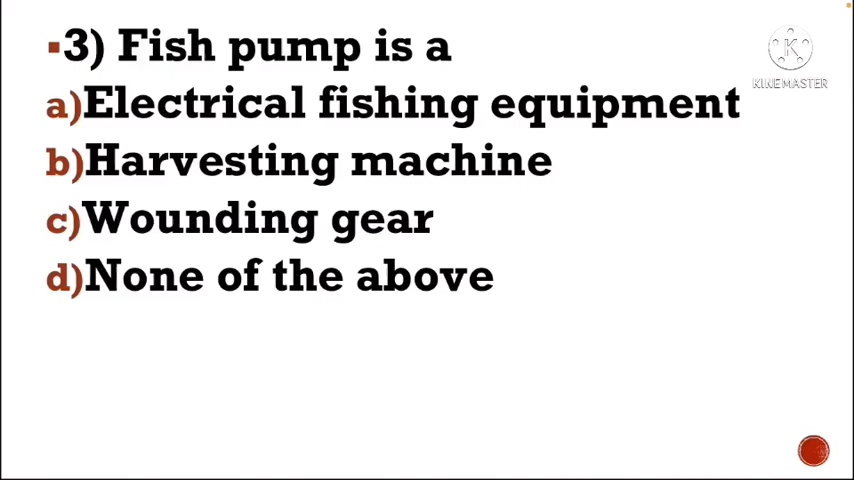 ▪3) Fish pump is a
a)Electrical fishing equipment
b)Harvesting machine
c)Wounding gear
d)None of the above
K
KINEMASTER